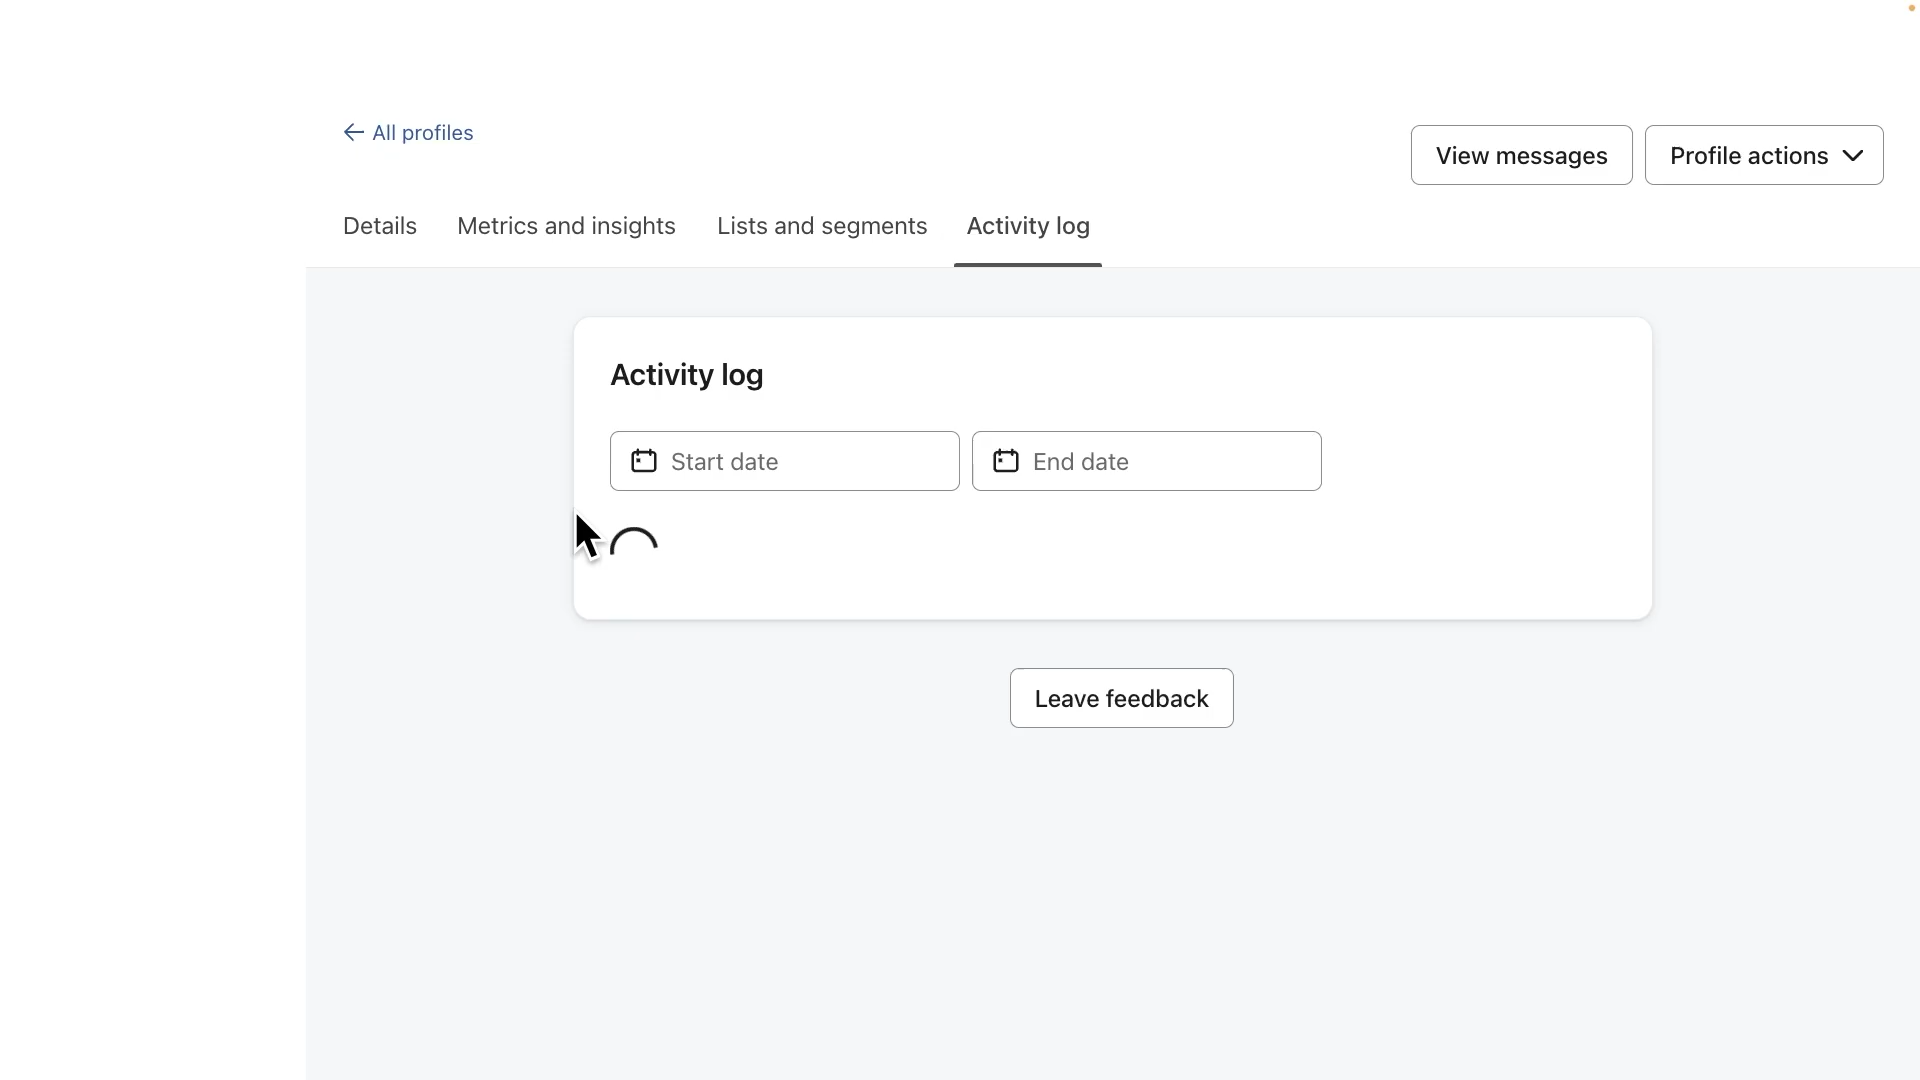 All profiles
View messages
Profile actions
Details
Metrics and insights
Lists and segments
Activity log
Activity log
Start date
End date
Leave feedback